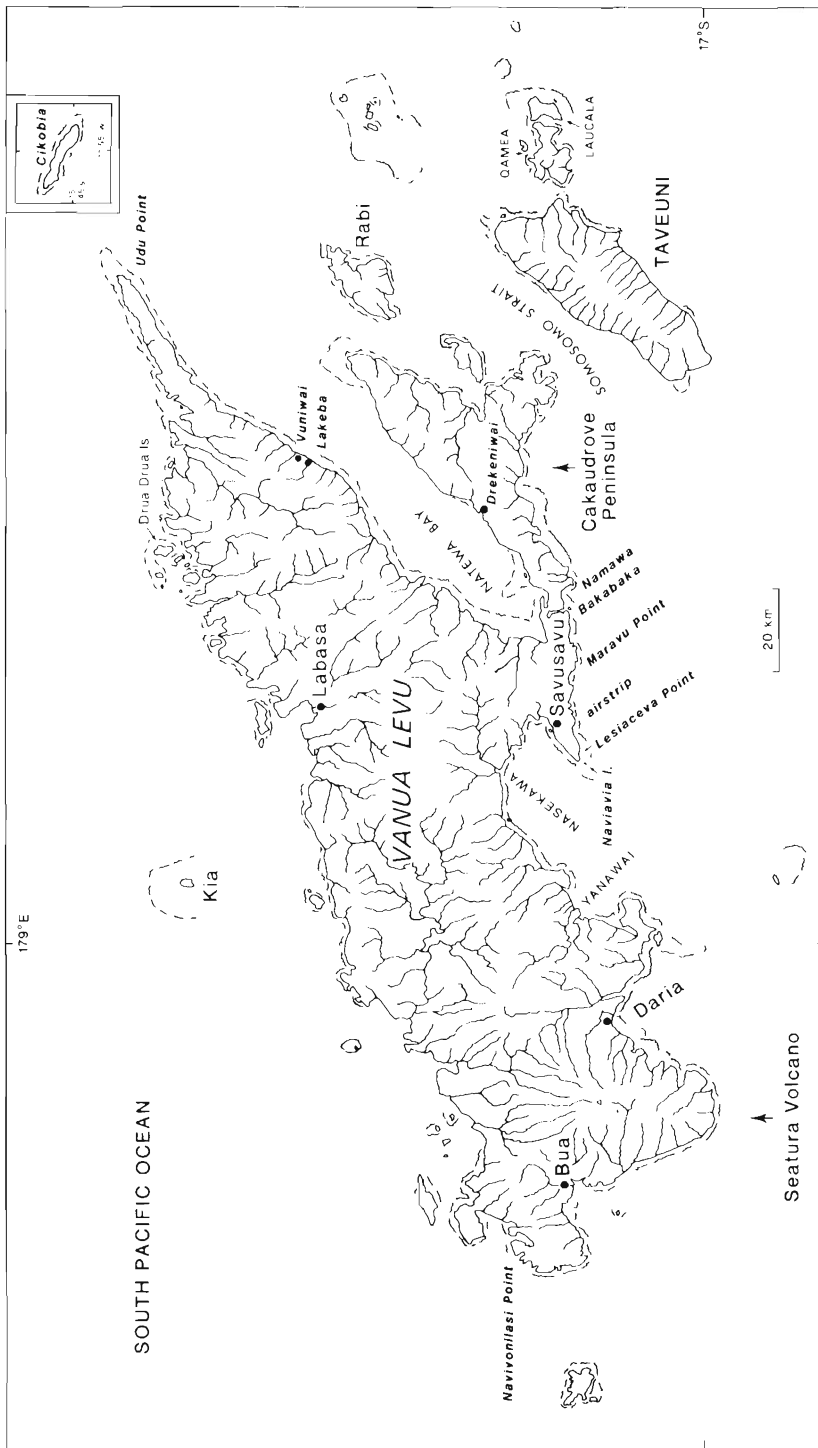 179°E
17°S
SOUTH PACIFIC OCEAN
Cikobia
Udu Point
Drua Drua Is
Kia
Labasa
Vuniwai
Lakeba
Rabi
VANUA LEVU
NATEWA BAY
Drekeniwai
QAMEA
LAUCALA
SOMOSOMO STRAIT
TAVEUNI
Cakaudrove
Peninsula
Navivonilasi Point
Bua
Daria
YANAWAI
NASEKAWA
Savusavu
Naviavia I.
Lesiaceva Point
airstrip
Maravu Point
Bakabaka
Namawa
Seatura Volcano
20 km